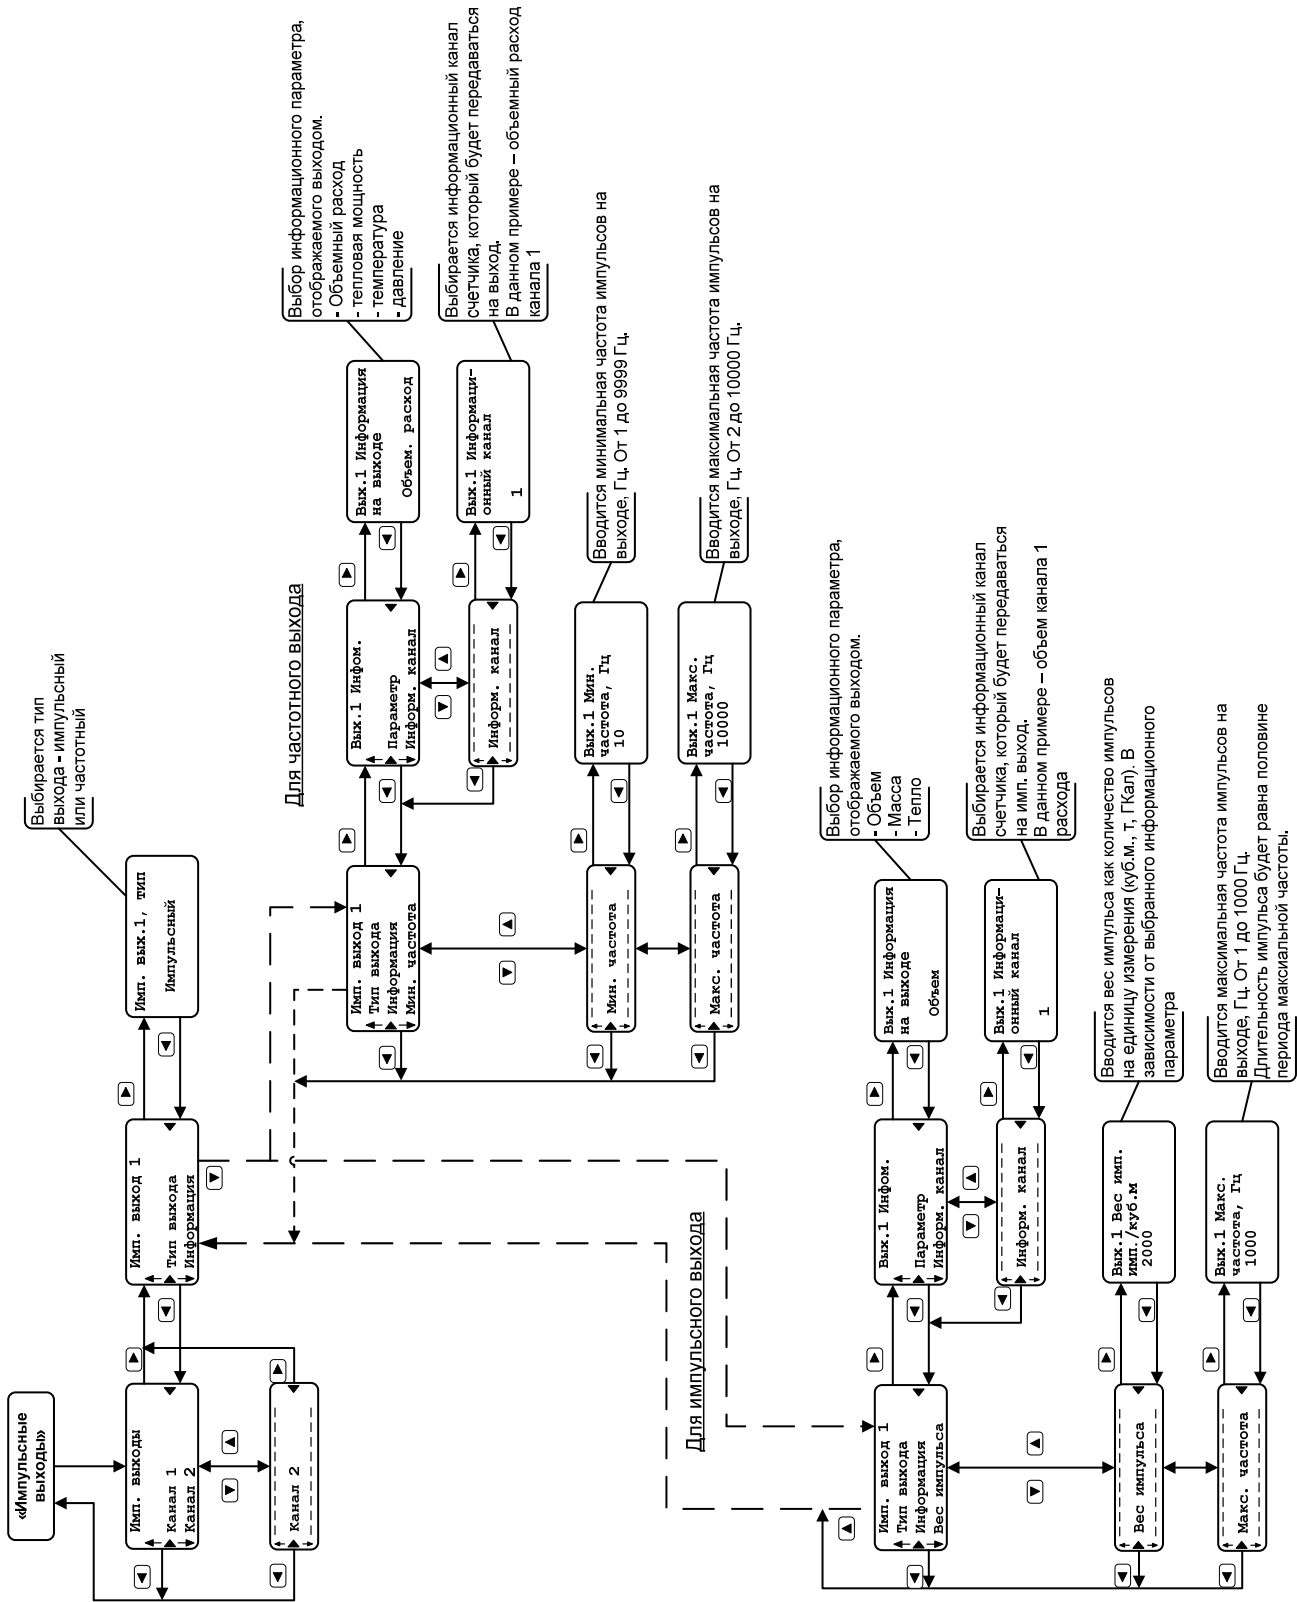 «Импульсные
выходы»
Имп. выходы
Канал 1
Канал 2
Канал 2
Имп. выход 1
Тип выхода
Информация
Имп. вых.1, тип
Импульсный
Выбирается тип
выхода - импульсный
или частотный
Для частотного выхода
Имп. выход 1
Тип выхода
Информация
Мин. частота
Вых.1 Инфом.
Параметр
Информ. канал
Вых.1 Информация
на выходе
Объем. расход
Выбор информационного параметра,
отображаемого выходом.
- Объемный расход
- тепловая мощность
- температура
- давление
Информ. канал
Вых.1 Информаци-
онный канал
1
Выбирается информационный канал
счетчика, который будет передаваться
на выход.
В данном примере – объемный расход
канала 1
Мин. частота
Вых.1 Мин.
частота, Гц
10
Вводится минимальная частота импульсов на
выходе, Гц. От 1 до 9999 Гц.
Макс. частота
Вых.1 Макс.
частота, Гц
10000
Вводится максимальная частота импульсов на
выходе, Гц. От 2 до 10000 Гц.
Для импульсного выхода
Имп. выход 1
Тип выхода
Информация
Вес импульса
Вых.1 Инфом.
Параметр
Информ. канал
Вых.1 Информация
на выходе
Объем
Выбор информационного параметра,
отображаемого выходом.
- Объем
- Масса
- Тепло
Информ. канал
Вых.1 Информаци-
онный канал
1
Выбирается информационный канал
счетчика, который будет передаваться
на имп. выход.
В данном примере – объем канала 1
расхода
Вес импульса
Вых.1 Вес имп.
имп./куб.м
2000
Вводится вес импульса как количество импульсов
на единицу измерения (куб.м., т, ГКал). В
зависимости от выбранного информационного
параметра
Макс. частота
Вых.1 Макс.
частота, Гц
1000
Вводится максимальная частота импульсов на
выходе, Гц. От 1 до 1000 Гц.
Длительность импульса будет равна половине
периода максимальной частоты.